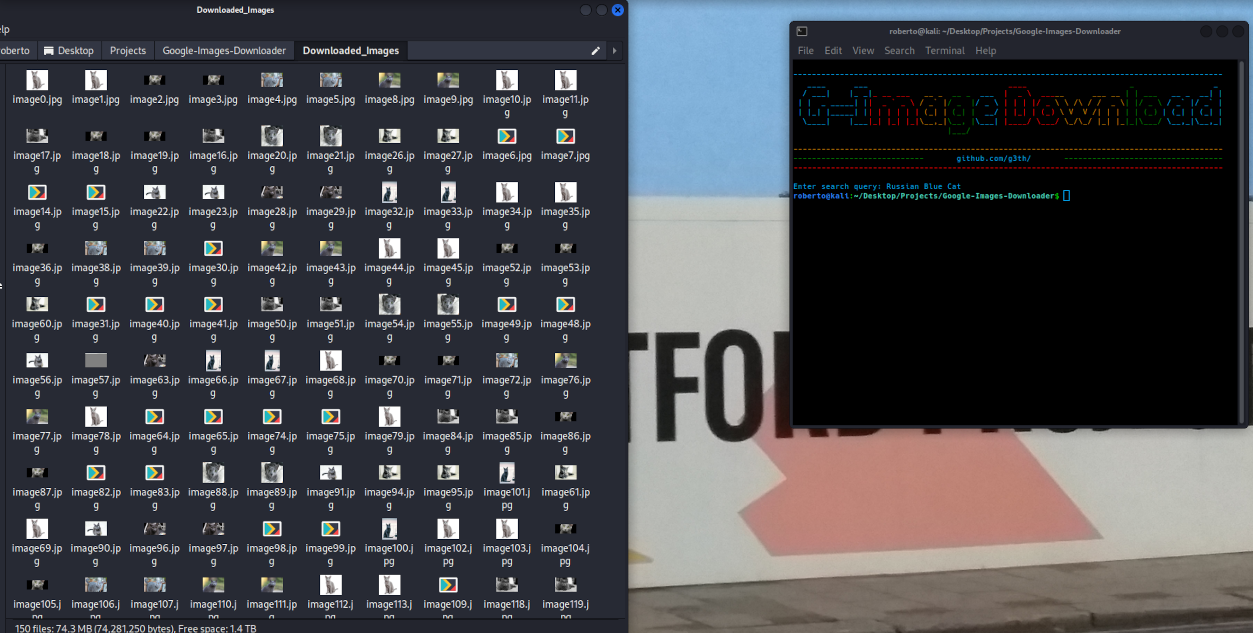 Downloaded_Images
elp
oberto Desktop Projects Google-Images-Downloader Downloaded_Images
image0.jpg image1.jpg image2.jpg image3.jpg image4.jpg image5.jpg image8.jpg image9.jpg image10.jpg image11.jpg
image17.jpg image18.jpg image19.jpg image16.jpg image20.jpg image21.jpg image26.jpg image27.jpg image6.jpg image7.jpg
image14.jpg image15.jpg image22.jpg image23.jpg image28.jpg image29.jpg image32.jpg image33.jpg image34.jpg image35.jpg
image36.jpg image38.jpg image39.jpg image30.jpg image42.jpg image43.jpg image44.jpg image45.jpg image52.jpg image53.jpg
image60.jpg image31.jpg image40.jpg image41.jpg image50.jpg image51.jpg image54.jpg image55.jpg image49.jpg image48.jpg
image56.jpg image57.jpg image63.jpg image66.jpg image67.jpg image68.jpg image70.jpg image71.jpg image72.jpg image76.jpg
image77.jpg image78.jpg image64.jpg image65.jpg image74.jpg image75.jpg image79.jpg image84.jpg image85.jpg image86.jpg
image87.jpg image82.jpg image83.jpg image88.jpg image89.jpg image91.jpg image94.jpg image95.jpg image101.jpg image61.jpg
image69.jpg image90.jpg image96.jpg image97.jpg image98.jpg image99.jpg image100.jpg image102.jpg image103.jpg image104.jpg
image105.jpg image106.jpg image107.jpg image110.jpg image111.jpg image112.jpg image113.jpg image109.jpg image118.jpg image119.jpg
150 files: 74.3 MB (74,281,250 bytes), Free space: 1.4 TB
roberto@kali: ~/Desktop/Projects/Google-Images-Downloader
File Edit View Search Terminal Help
G-Image Download
github.com/g3th/
Enter search query: Russian Blue Cat
roberto@kali:~/Desktop/Projects/Google-Images-Downloader$